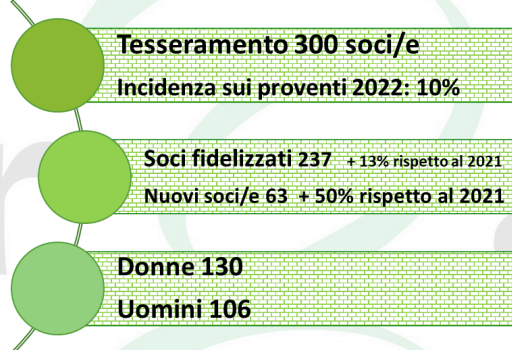 Tesseramento 300 soci/e
Incidenza sui proventi 2022: 10%
Soci fidelizzati 237 + 13% rispetto al 2021
Nuovi soci/e 63 + 50% rispetto al 2021
Donne 130
Uomini 106